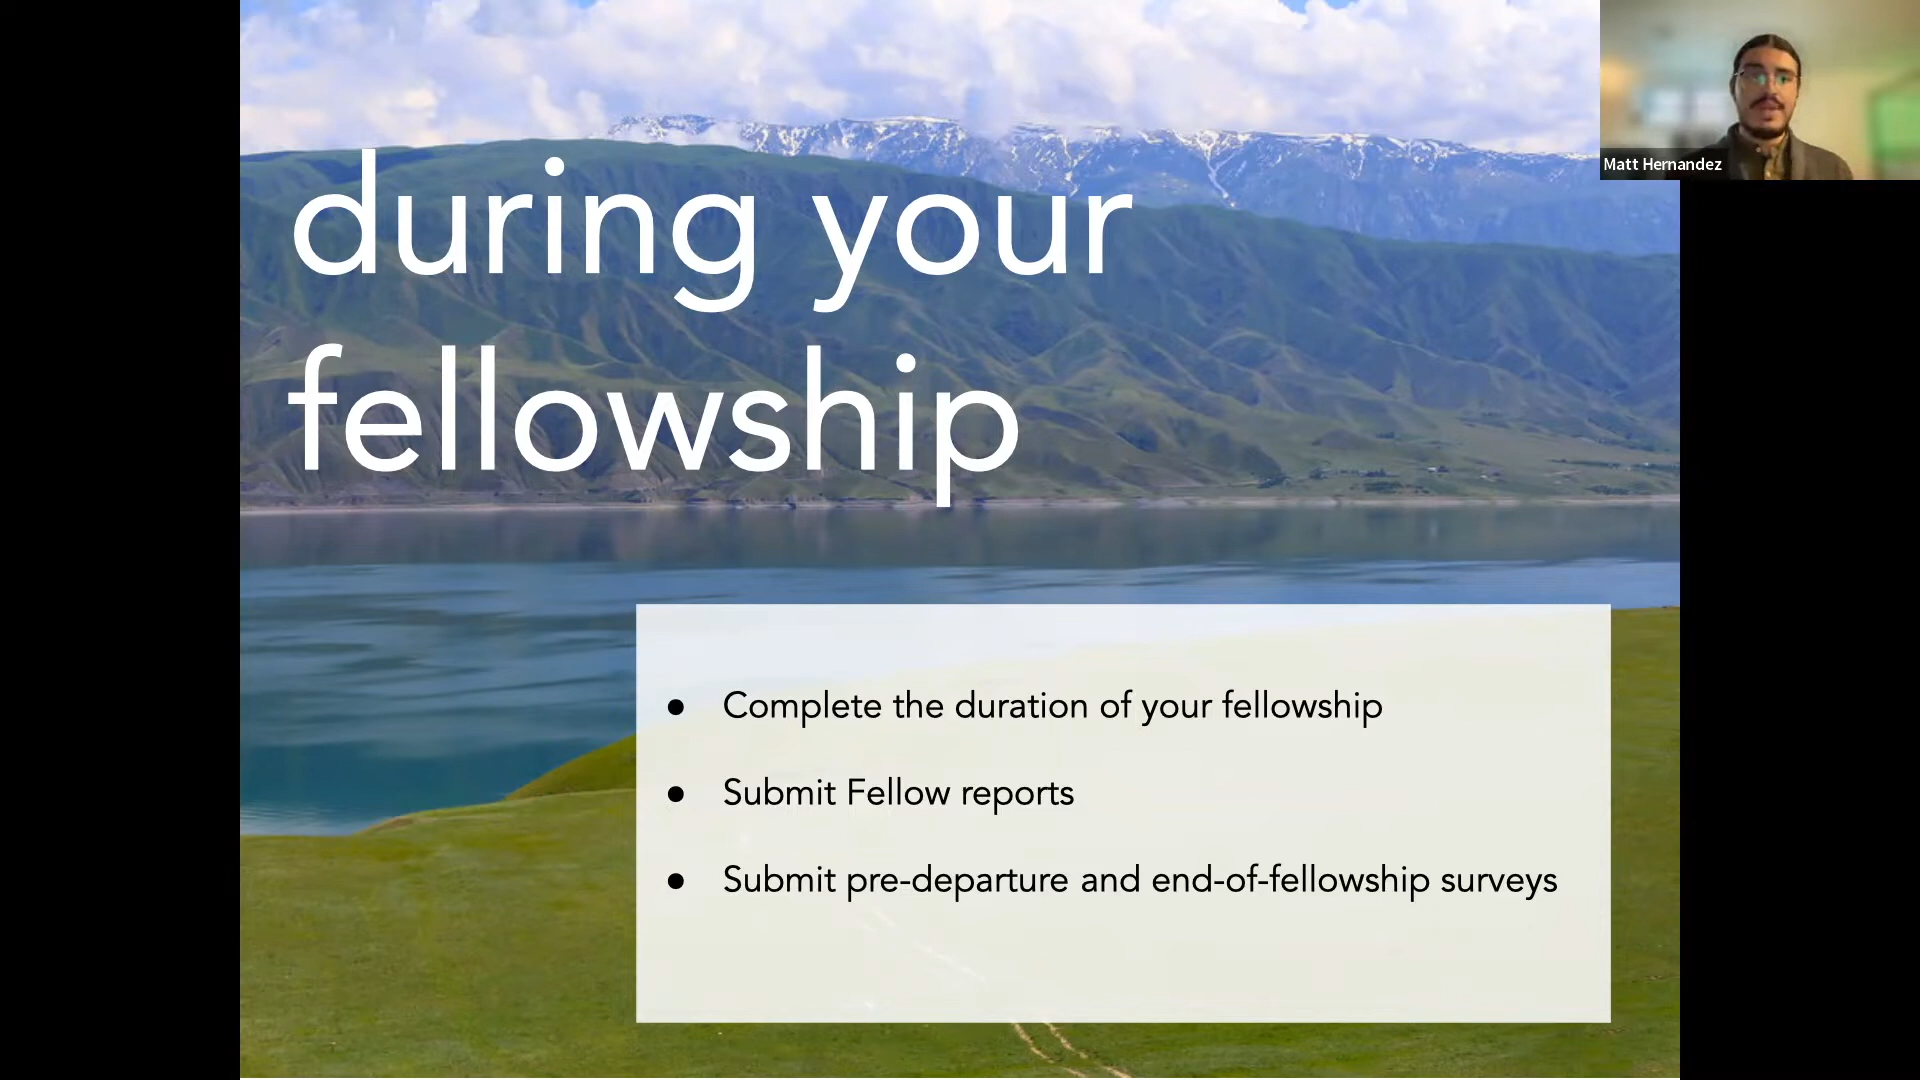 during your
fellowship
Matt Hernandez
● Complete the duration of your fellowship
● Submit Fellow reports
● Submit pre-departure and end-of-fellowship surveys